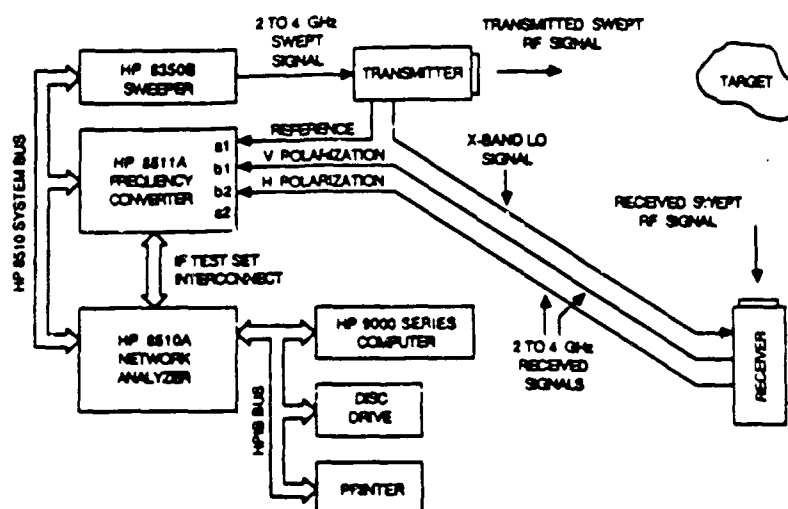 2 TO 4 GHz
SWEPT
SIGNAL
TRANSMITTED SWEPT
RF SIGNAL
HP 8350B
SWEEPER
TRANSMITTER
TARGET
REFERENCE
a1
V POLARIZATION
b1
H POLARIZATION
b2
a2
HP 8511A
FREQUENCY
CONVERTER
X-BAND LO
SIGNAL
RECEIVED SWEPT
RF SIGNAL
HP 8510 SYSTEM BUS
IF TEST SET
INTERCONNECT
HP 8510A
NETWORK
ANALYZER
HP 9000 SERIES
COMPUTER
2 TO 4 GHz
RECEIVED
SIGNALS
RECEIVER
HPIB BUS
DISC
DRIVE
PRINTER